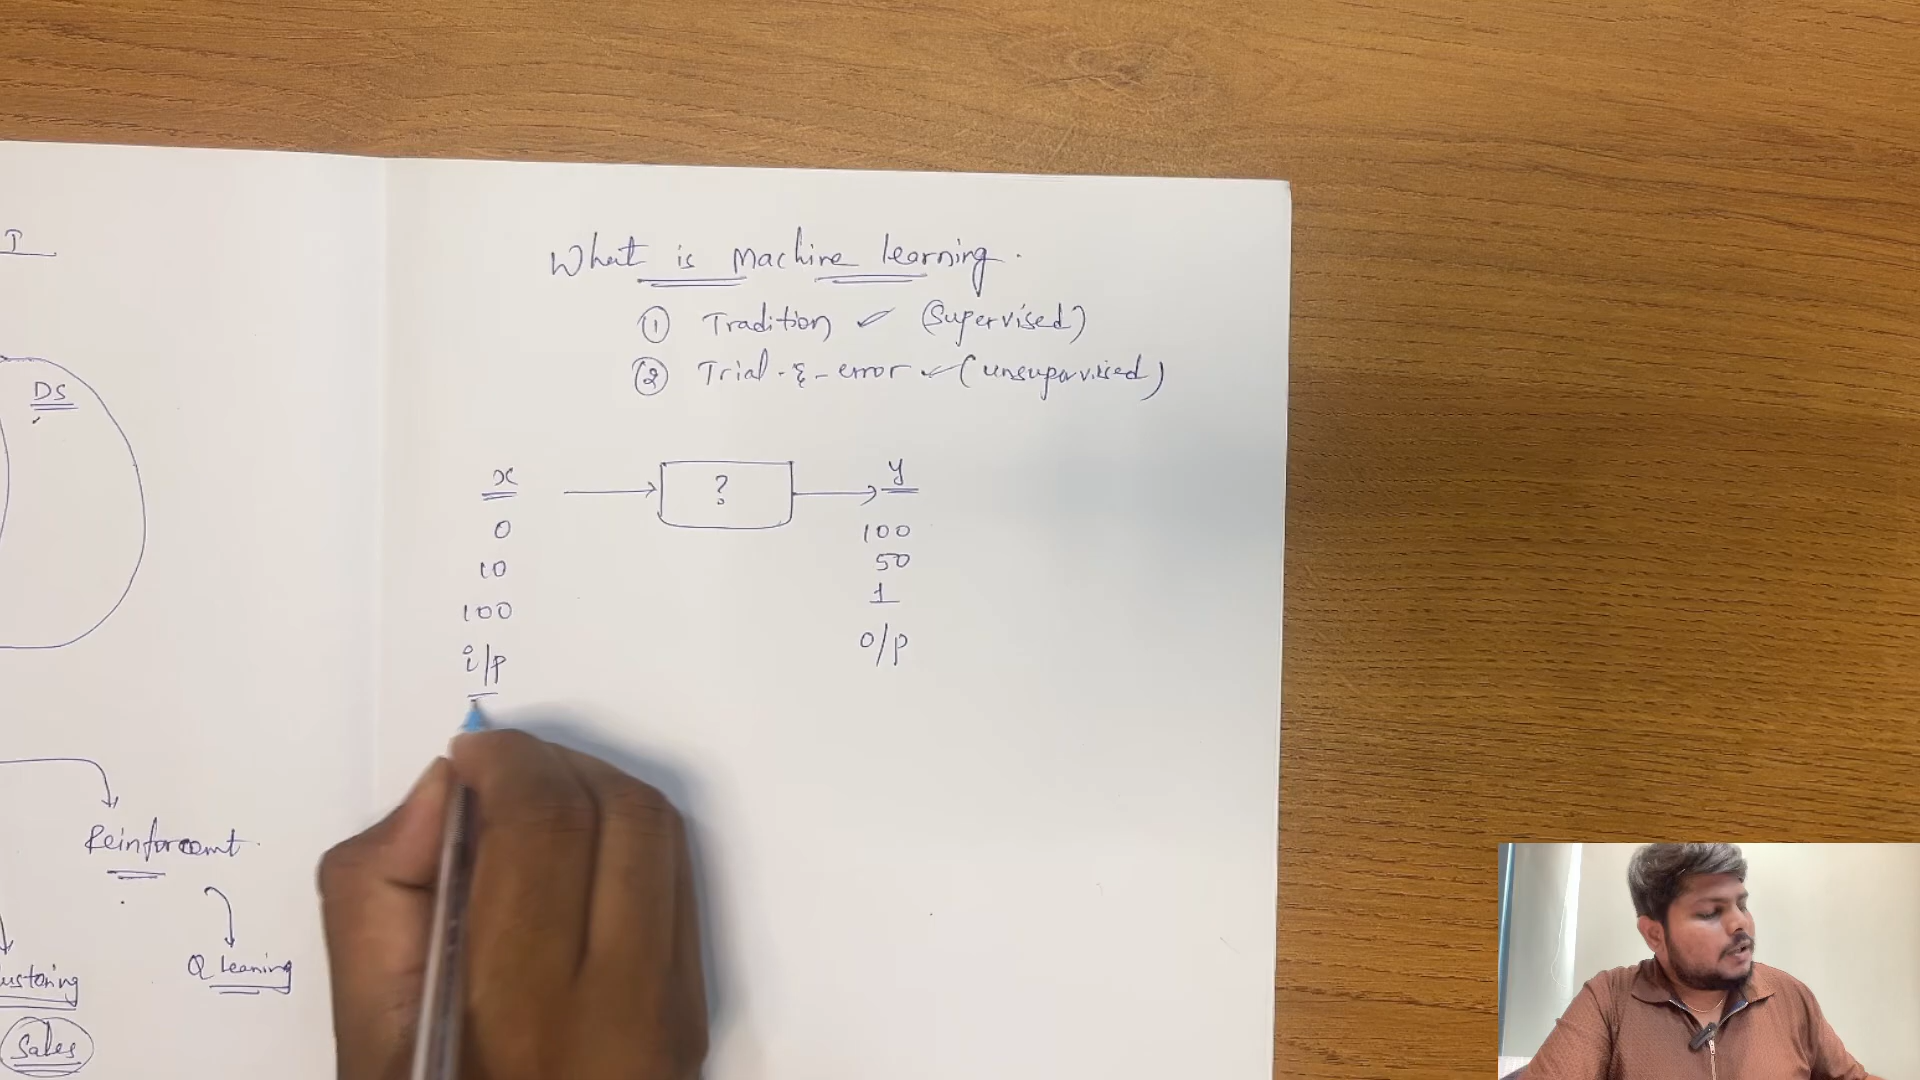 I
DS
Reinforcemt
Q leaning
Sales
What is Machine learning.
① Tradition ✓ (Supervised)
② Trial-&-error ✓ (unsupervised)
x → ? → y
0 100
10 50
100 1
i/p o/p